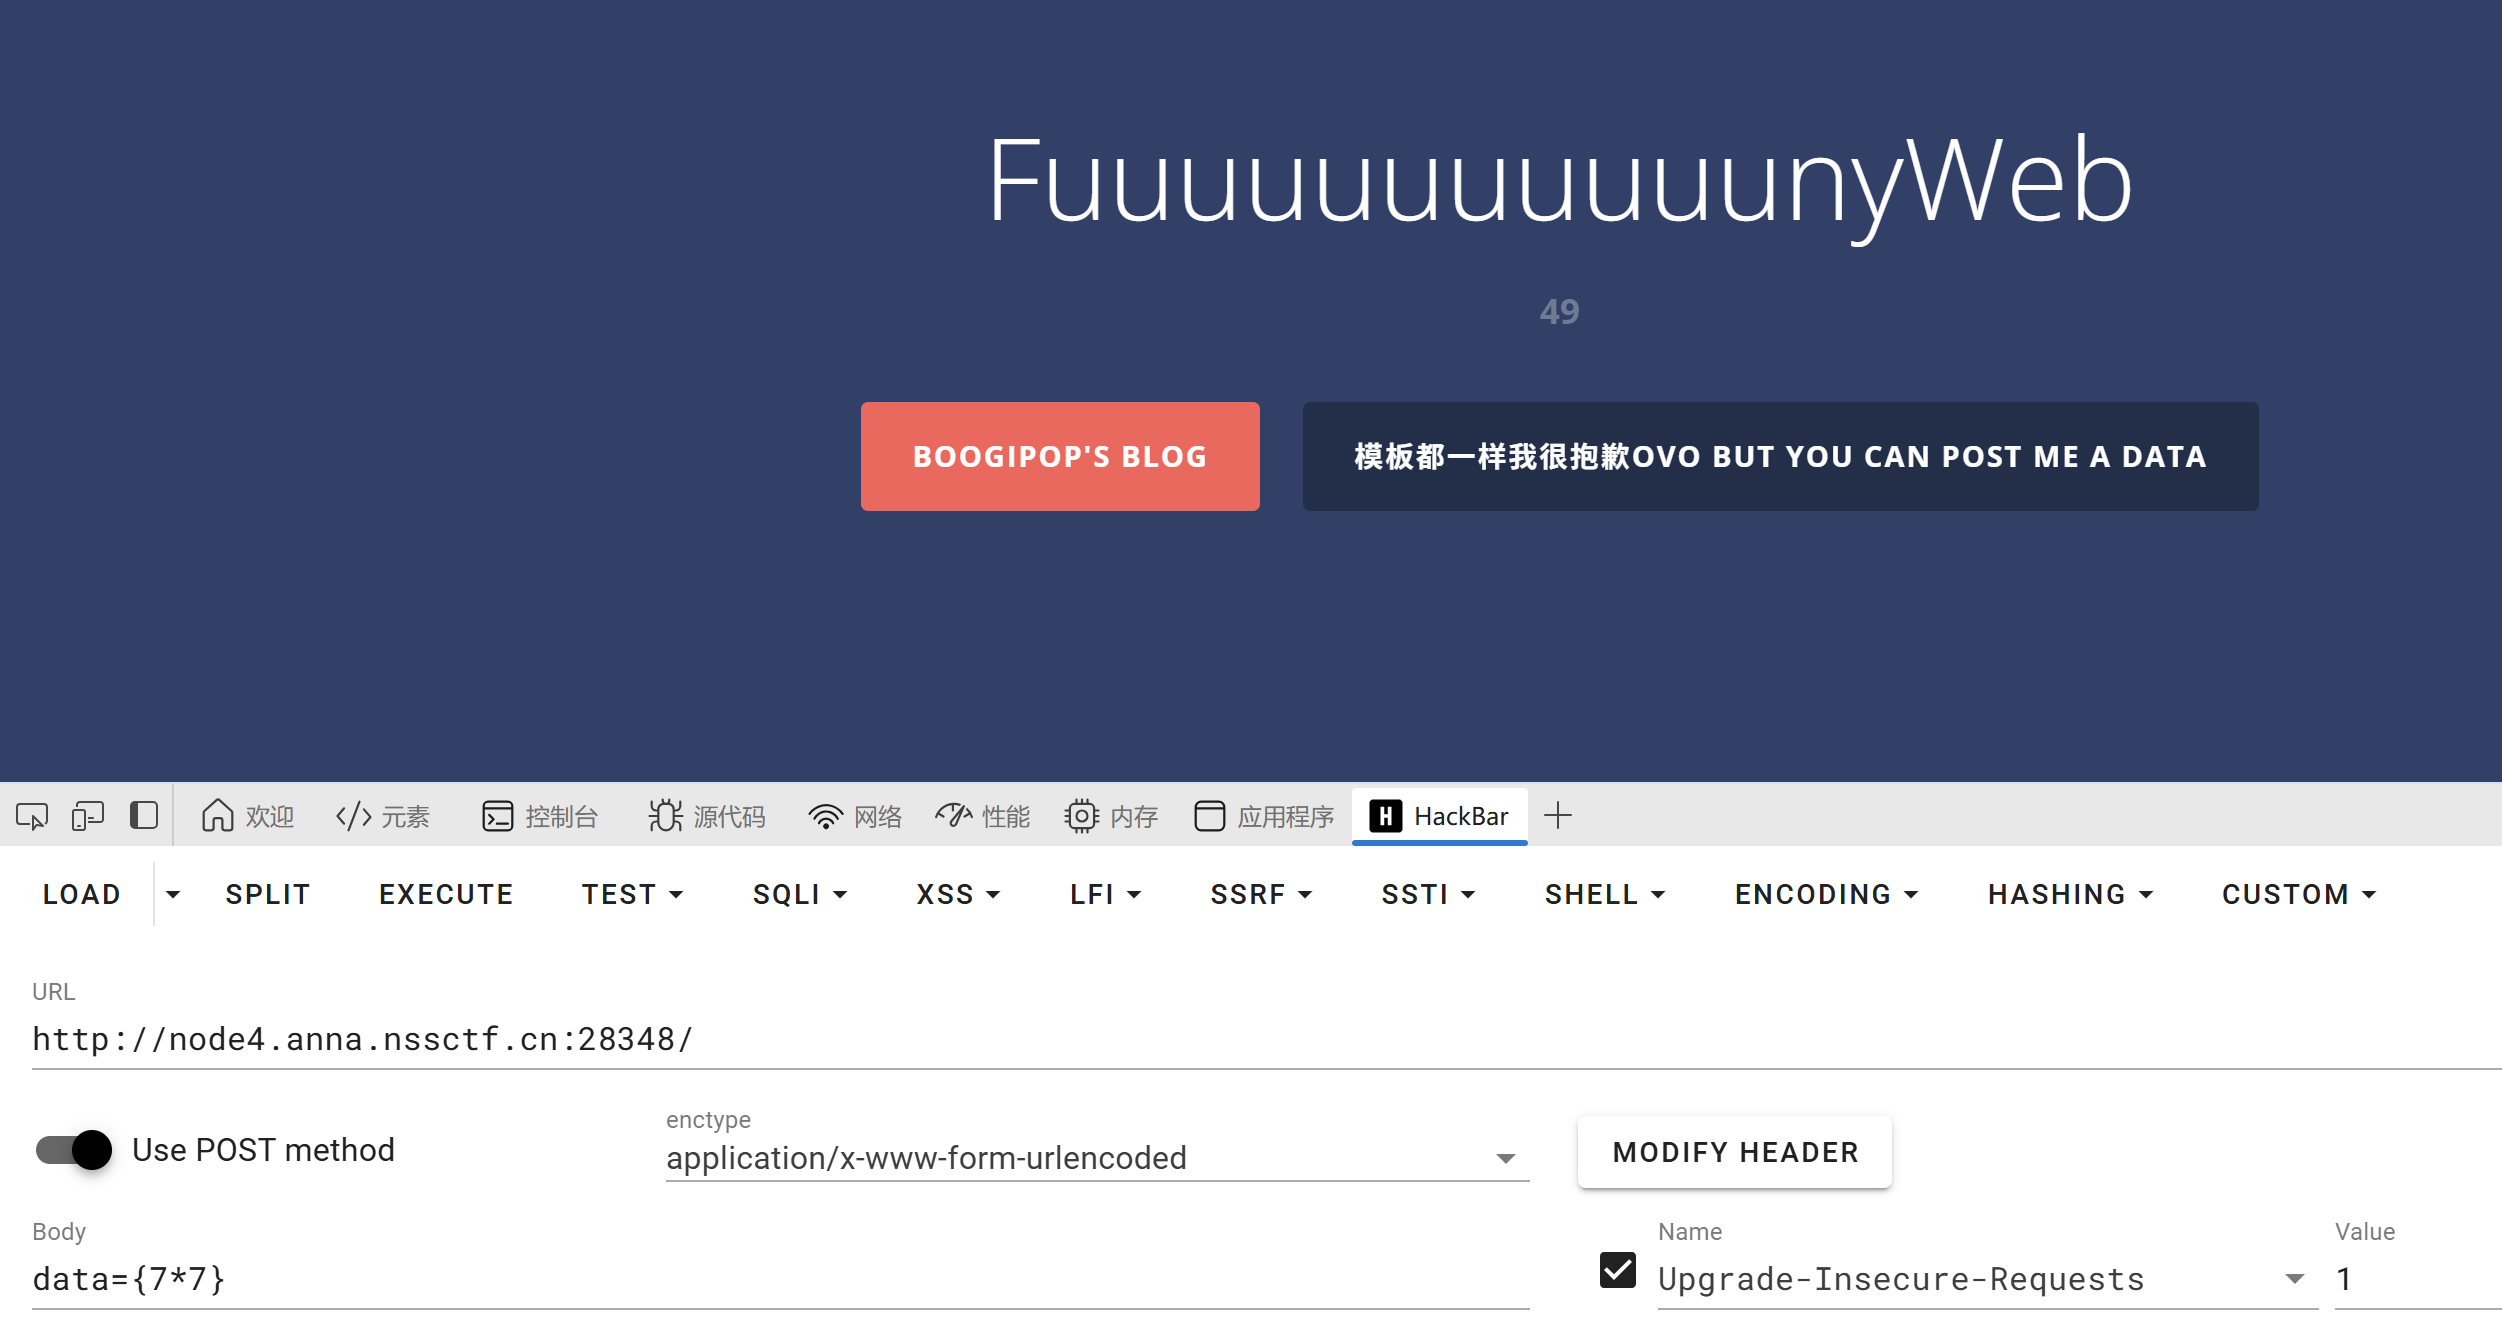 FuuuuuuuuuuunyWeb
49
BOOGIPOP'S BLOG
模板都一样我很抱歉OVO BUT YOU CAN POST ME A DATA
欢迎 元素 控制台 源代码 网络 性能 内存 应用程序 HackBar
LOAD SPLIT EXECUTE TEST SQLI XSS LFI SSRF SSTI SHELL ENCODING HASHING CUSTOM
URL
http://node4.anna.nssctf.cn:28348/
Use POST method
enctype
application/x-www-form-urlencoded
MODIFY HEADER
Body
data={7*7}
Name
Upgrade-Insecure-Requests
Value
1